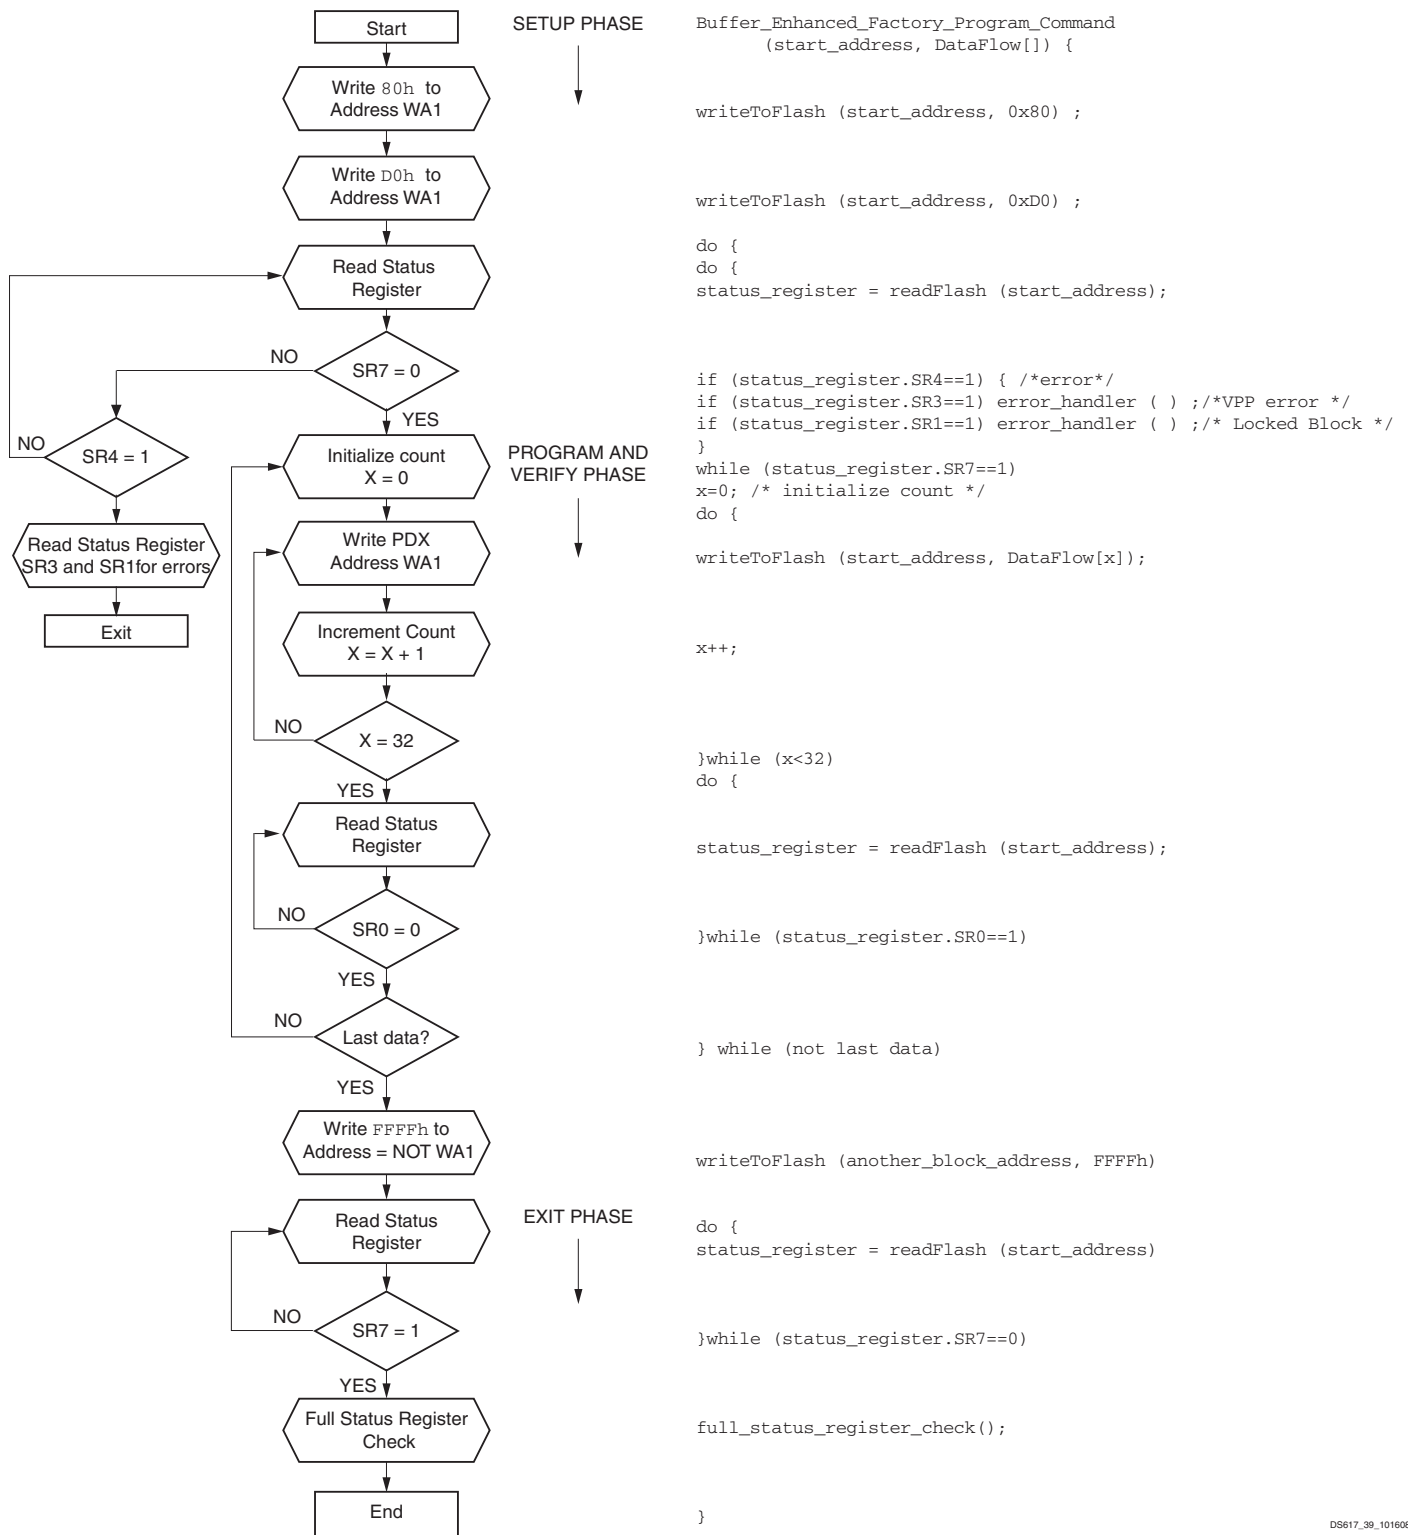 Start
SETUP PHASE
Write 80h to
Address WA1
Write D0h to
Address WA1
Read Status
Register
NO
SR7 = 0
YES
NO
SR4 = 1
Read Status Register
SR3 and SR1for errors
Exit
Initialize count
X = 0
PROGRAM AND
VERIFY PHASE
Write PDX
Address WA1
Increment Count
X = X + 1
NO
X = 32
YES
Read Status
Register
NO
SR0 = 0
YES
NO
Last data?
YES
Write FFFFh to
Address = NOT WA1
Read Status
Register
EXIT PHASE
NO
SR7 = 1
YES
Full Status Register
Check
End
Buffer_Enhanced_Factory_Program_Command
(start_address, DataFlow[]) {
writeToFlash (start_address, 0x80) ;
writeToFlash (start_address, 0xD0) ;
do {
do {
status_register = readFlash (start_address);
if (status_register.SR4==1) { /*error*/
if (status_register.SR3==1) error_handler ( ) ;/*VPP error */
if (status_register.SR1==1) error_handler ( ) ;/* Locked Block */
}
while (status_register.SR7==1)
x=0; /* initialize count */
do {
writeToFlash (start_address, DataFlow[x]);
x++;
}while (x<32)
do {
status_register = readFlash (start_address);
}while (status_register.SR0==1)
} while (not last data)
writeToFlash (another_block_address, FFFFh)
do {
status_register = readFlash (start_address)
}while (status_register.SR7==0)
full_status_register_check();
}
DS617_39_101608